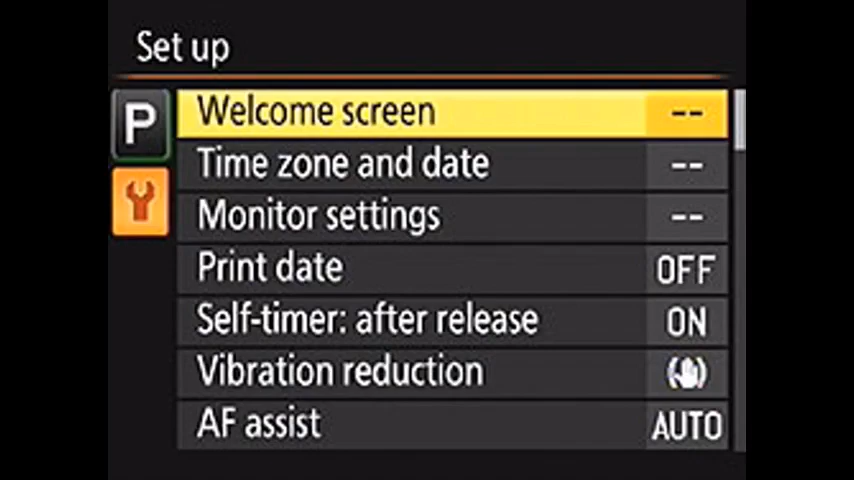 Set up
P
Welcome screen --
Time zone and date --
Monitor settings --
Print date OFF
Self-timer: after release ON
Vibration reduction
AF assist AUTO